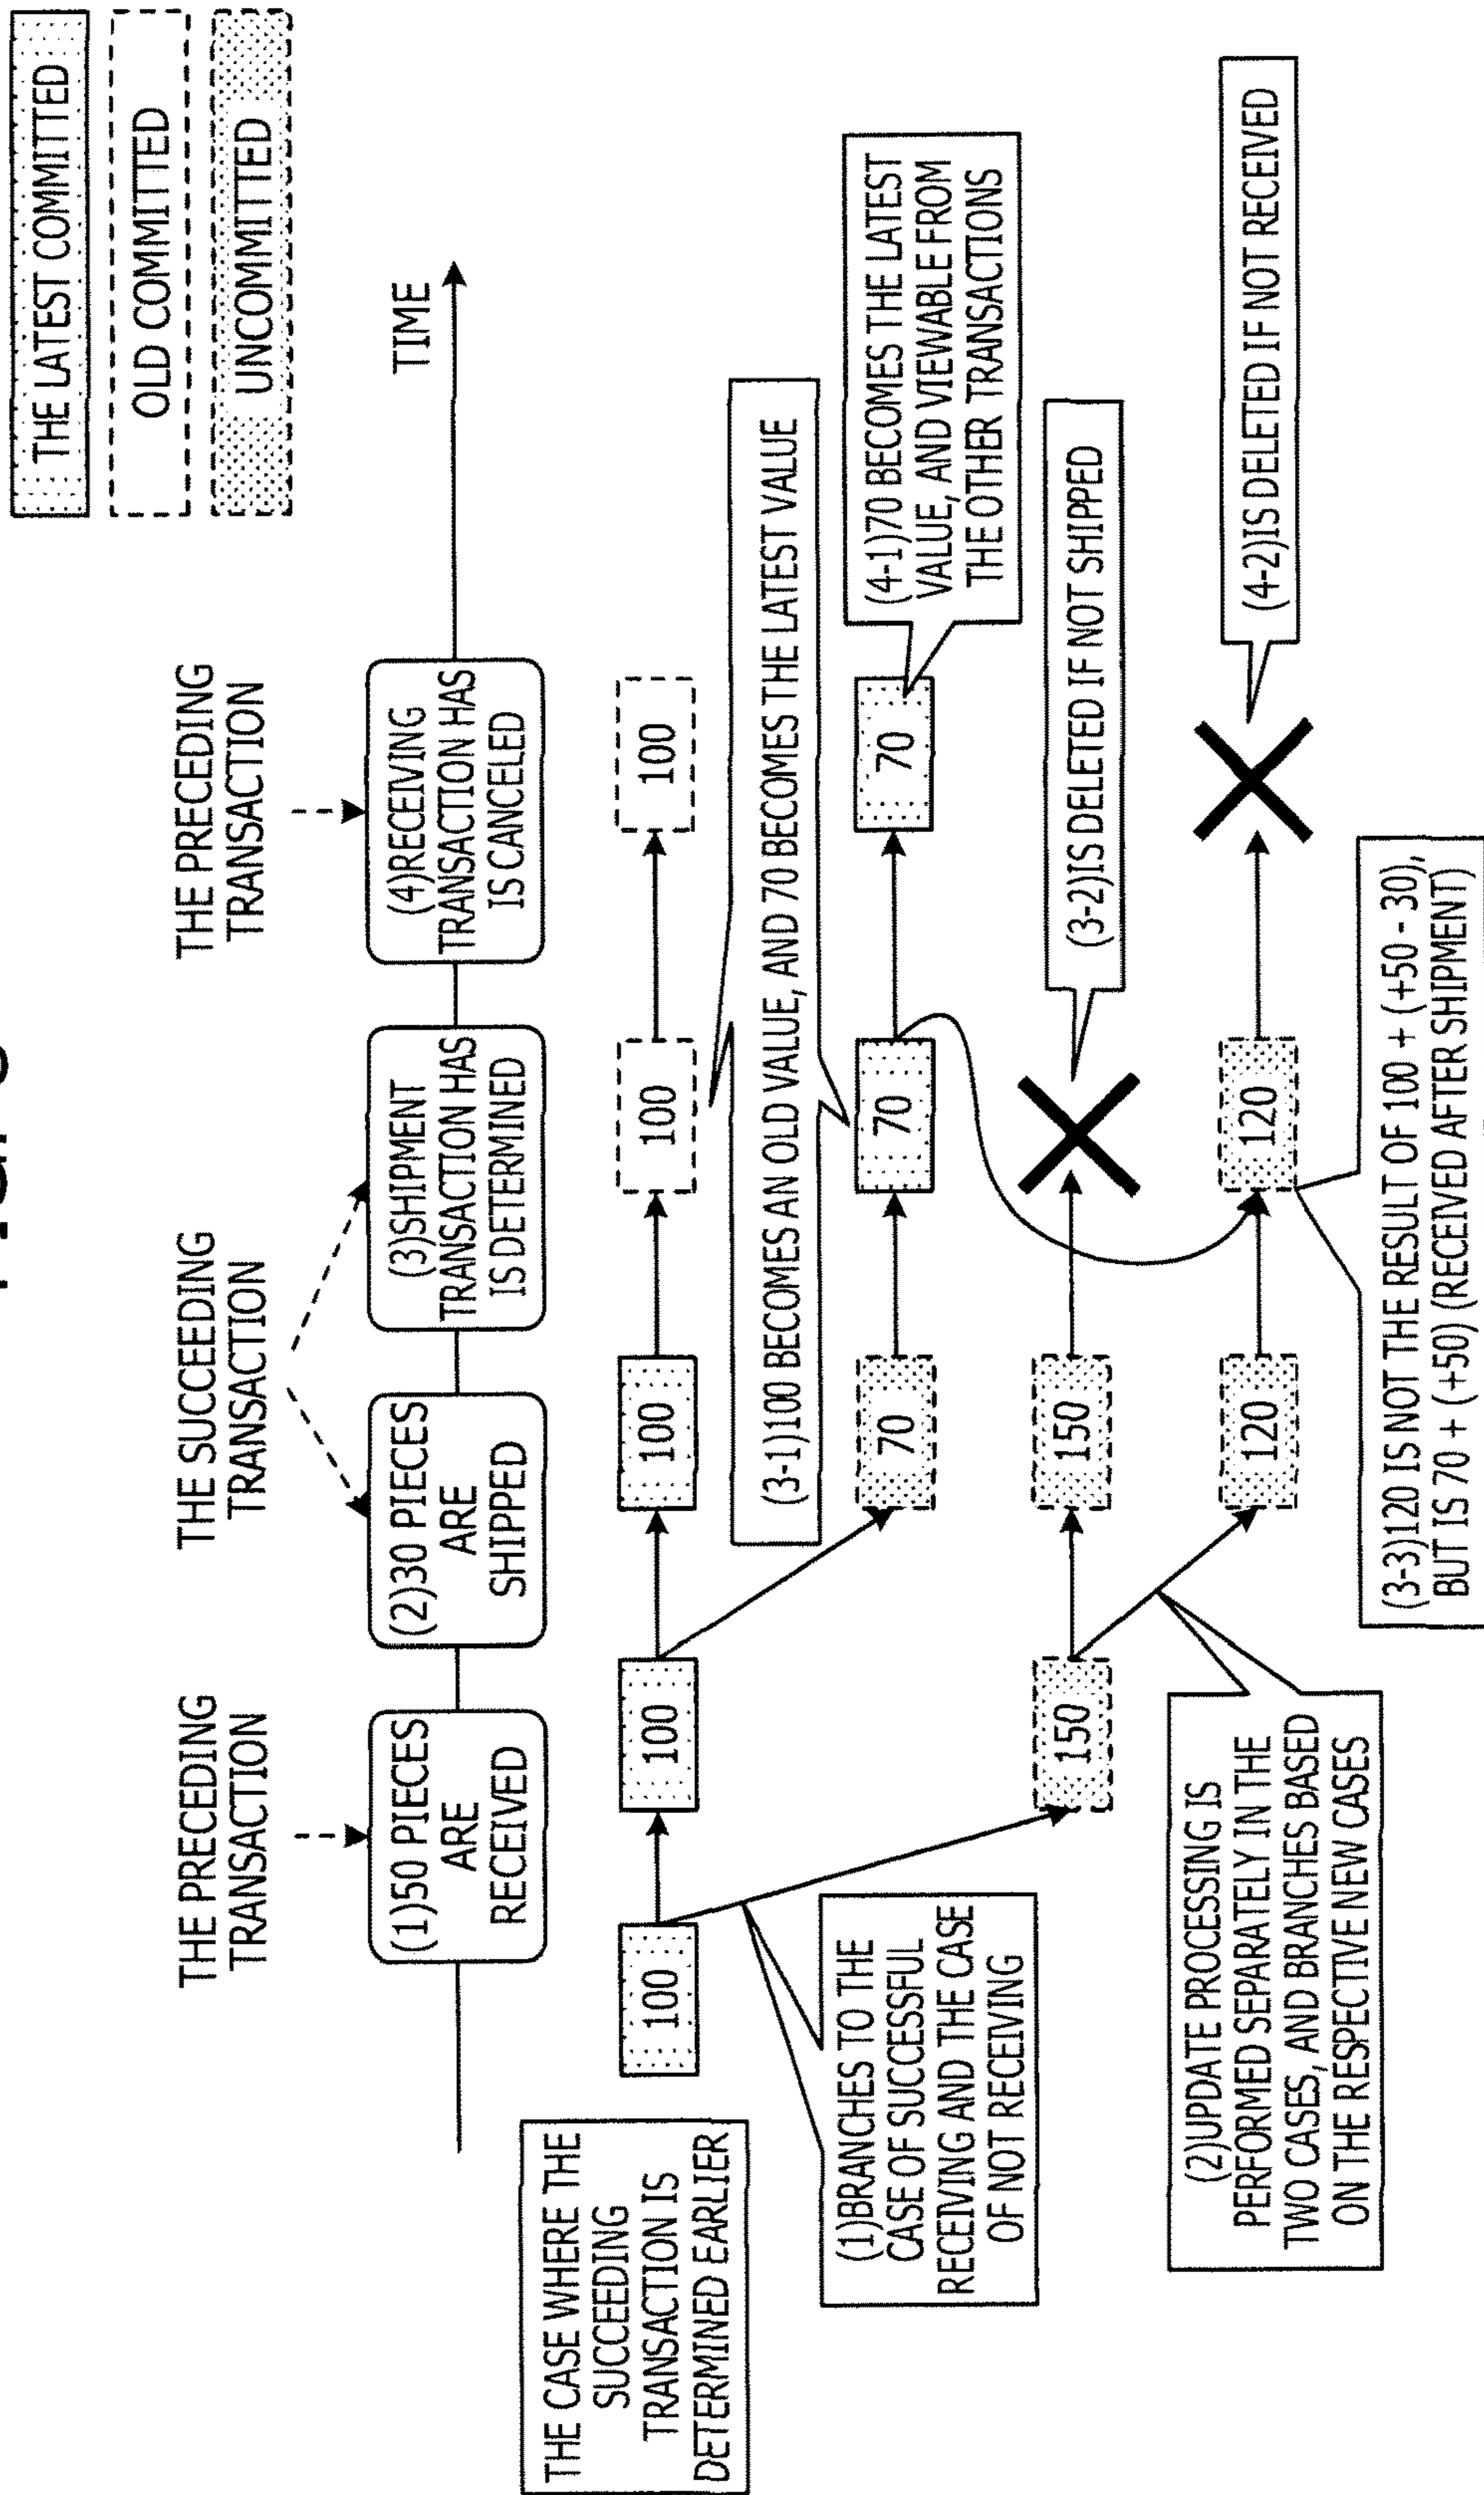 THE LATEST COMMITTED
OLD COMMITTED
UNCOMMITTED
THE PRECEDING
TRANSACTION
THE SUCCEEDING
TRANSACTION
THE PRECEDING
TRANSACTION
(1)50 PIECES
ARE
RECEIVED
(2)30 PIECES
ARE
SHIPPED
(3)SHIPMENT
TRANSACTION HAS
IS DETERMINED
(4)RECEIVING
TRANSACTION HAS
IS CANCELED
TIME
THE CASE WHERE THE
SUCCEEDING
TRANSACTION IS
DETERMINED EARLIER
100
100
100
100
100
(3-1)100 BECOMES AN OLD VALUE, AND 70 BECOMES THE LATEST VALUE
(1)BRANCHES TO THE
CASE OF SUCCESSFUL
RECEIVING AND THE CASE
OF NOT RECEIVING
70
70
70
(4-1)70 BECOMES THE LATEST
VALUE, AND VIEWABLE FROM
THE OTHER TRANSACTIONS
150
150
(3-2)IS DELETED IF NOT SHIPPED
(2)UPDATE PROCESSING IS
PERFORMED SEPARATELY IN THE
TWO CASES, AND BRANCHES BASED
ON THE RESPECTIVE NEW CASES
120
120
(4-2)IS DELETED IF NOT RECEIVED
(3-3)120 IS NOT THE RESULT OF 100 + (+50 - 30),
BUT IS 70 + (+50) (RECEIVED AFTER SHIPMENT)